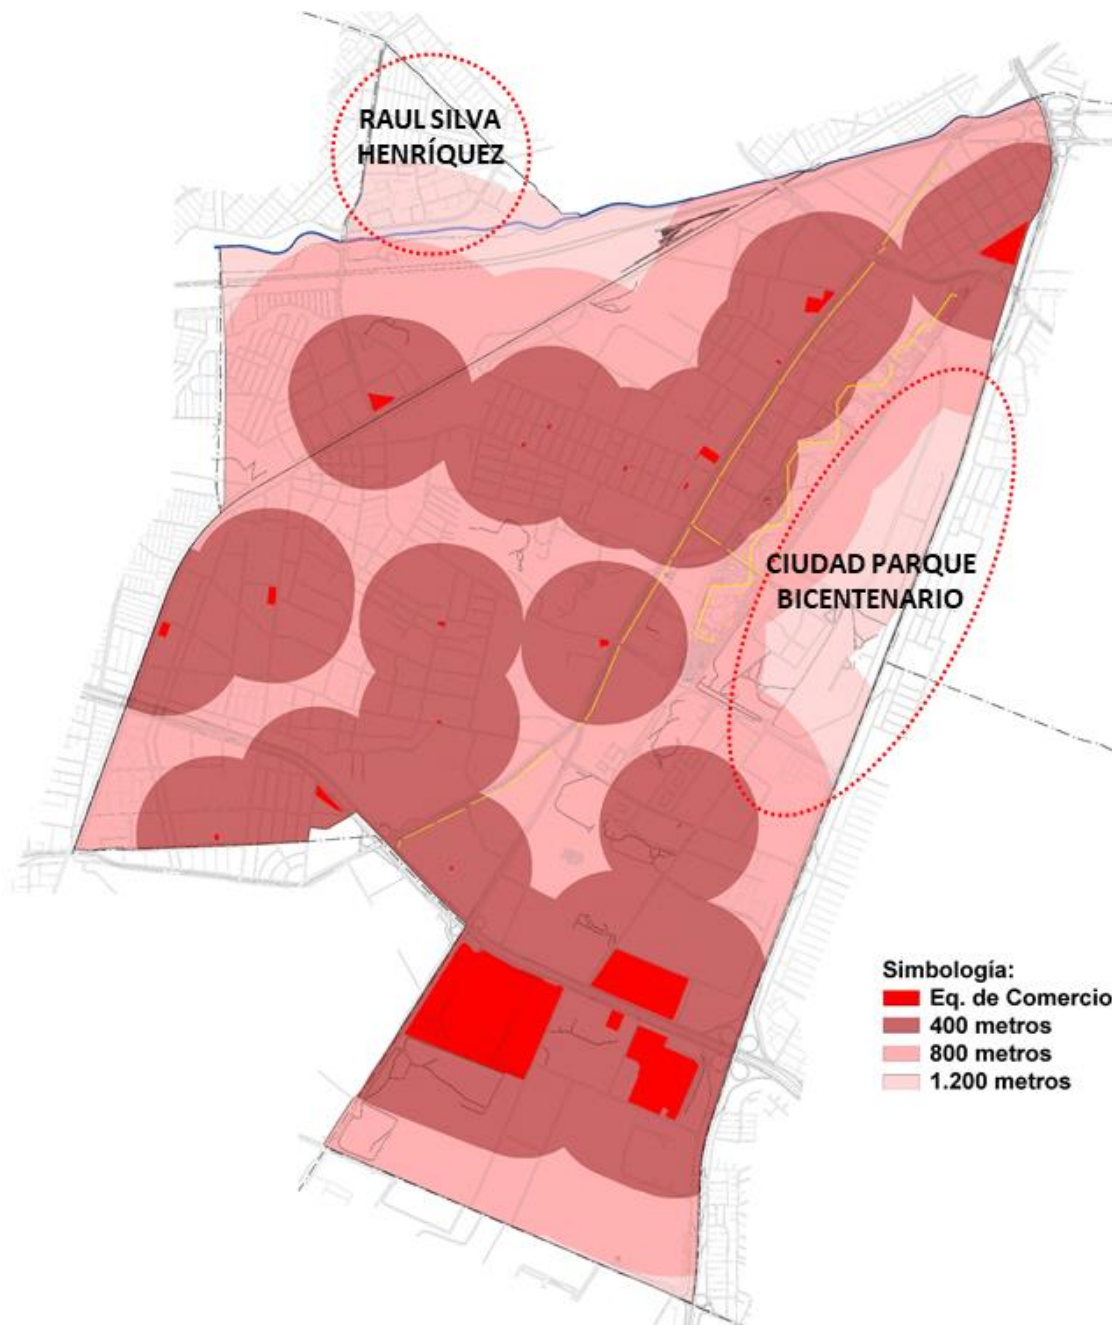 RAUL SILVA
HENRÍQUEZ
CIUDAD PARQUE
BICENTENARIO
Simbología:
Eq. de Comercio
400 metros
800 metros
1.200 metros